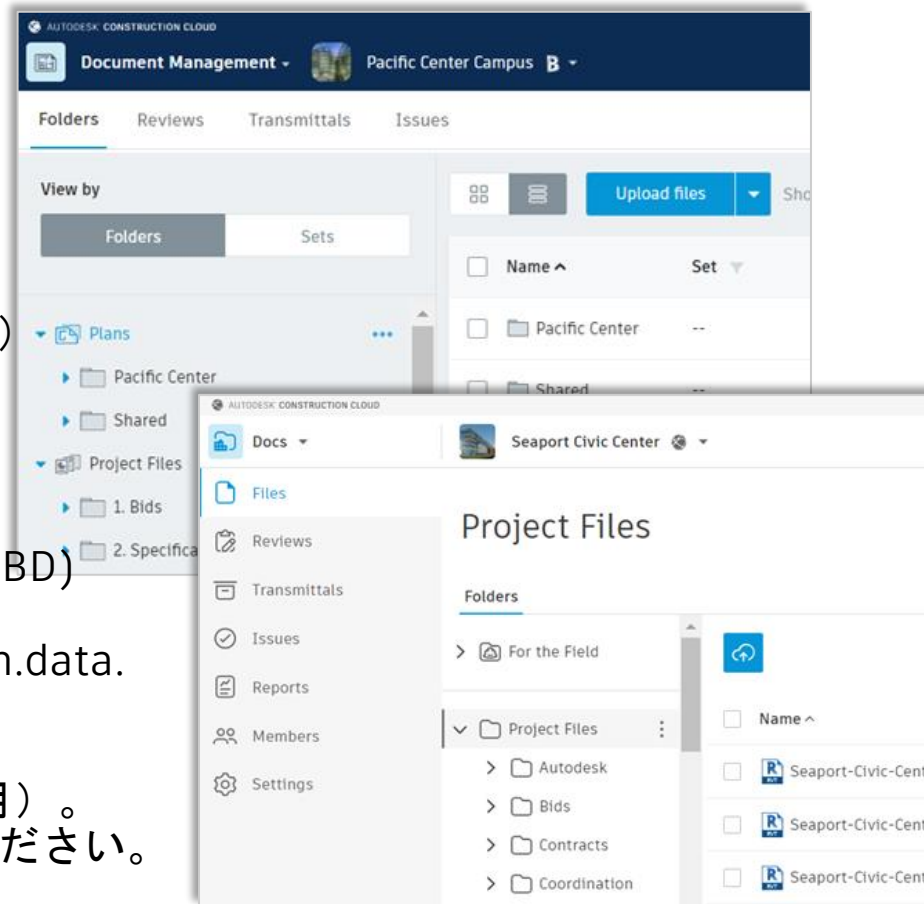 AUTODESK CONSTRUCTION CLOUD
Document Management
Pacific Center Campus B
Folders Reviews Transmittals Issues
View by
Folders Sets
Upload files
Name Set
)
Plans
Pacific Center
Shared
Project Files
1. Bids
2. Specifica
Pacific Center --
Shared --
BD)
.data.
）。
ださい。
AUTODESK CONSTRUCTION CLOUD
Docs
Seaport Civic Center
Files
Reviews
Transmittals
Issues
Reports
Members
Settings
Project Files
Folders
For the Field
Project Files
Autodesk
Bids
Contracts
Coordination
Name
Seaport-Civic-Cent
Seaport-Civic-Cent
Seaport-Civic-Cent